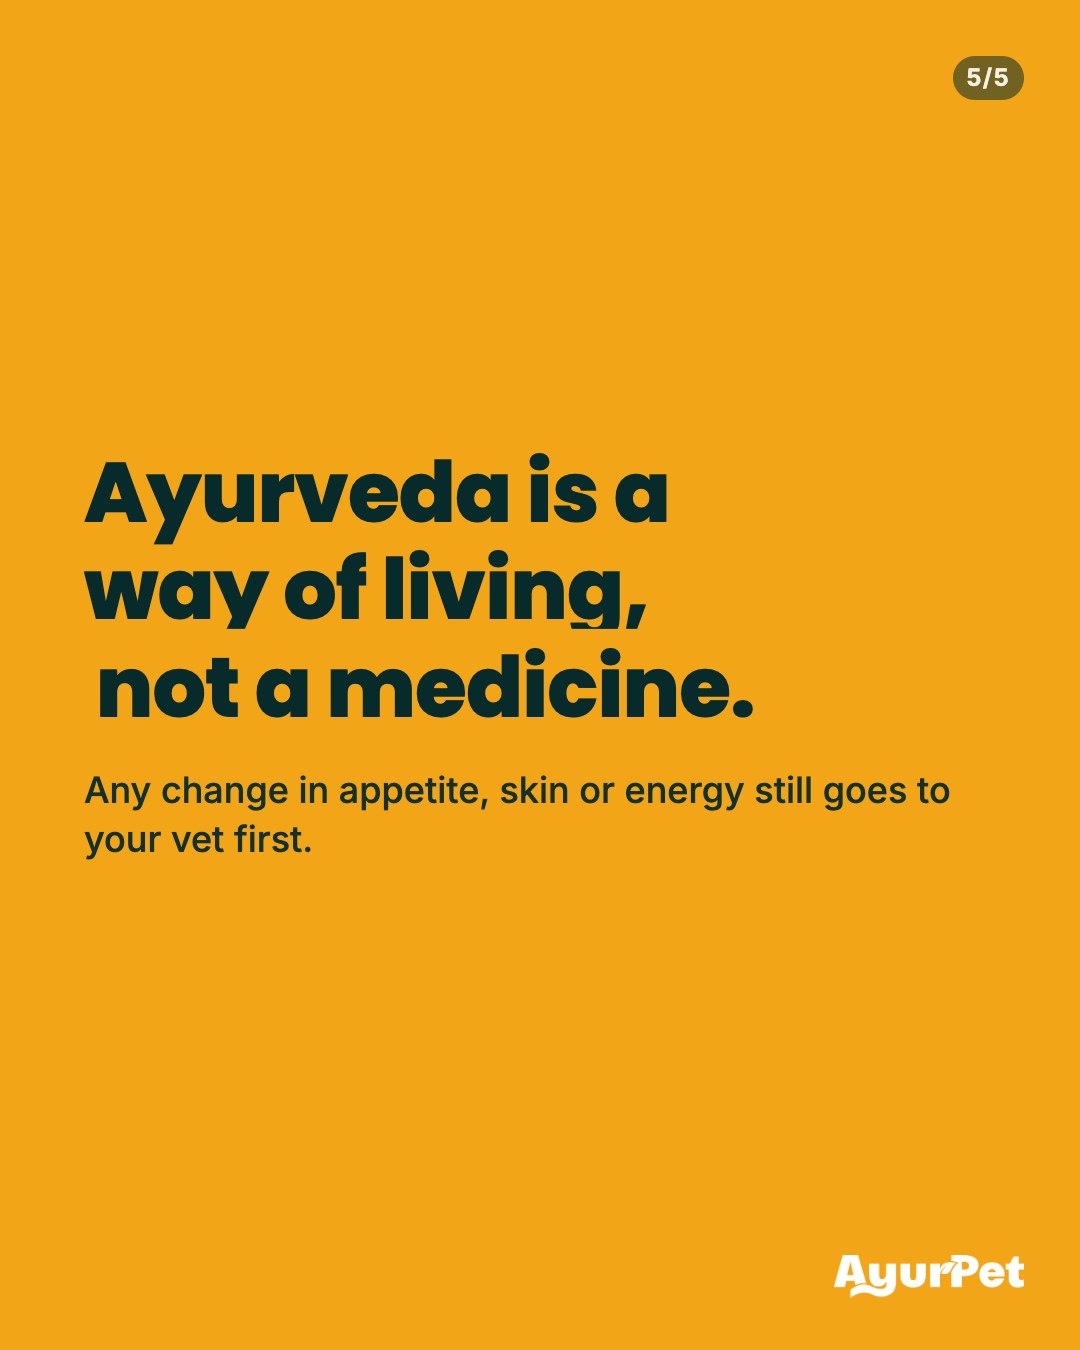 5/5
Ayurveda is a
way of living,
not a medicine.
Any change in appetite, skin or energy still goes to
your vet first.
AyurPet